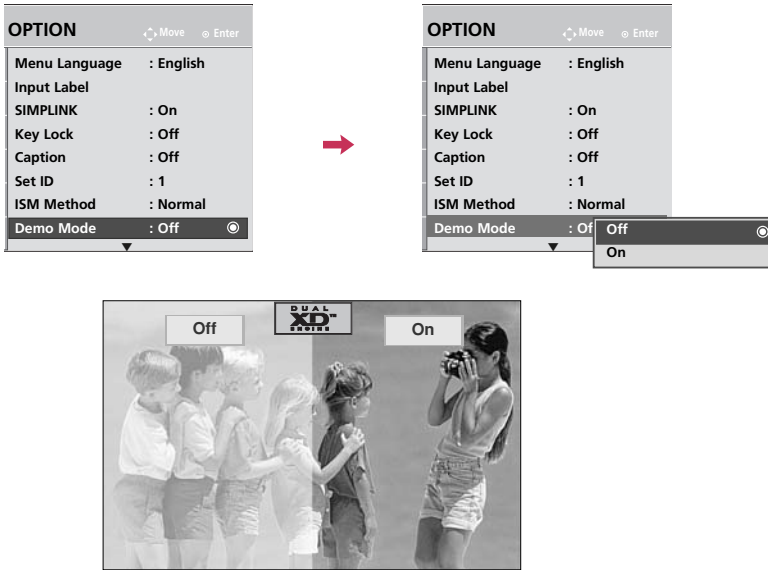 OPTION Move Enter
Menu Language : English
Input Label
SIMPLINK : On
Key Lock : Off
Caption : Off
Set ID : 1
ISM Method : Normal
Demo Mode : Off
OPTION Move Enter
Menu Language : English
Input Label
SIMPLINK : On
Key Lock : Off
Caption : Off
Set ID : 1
ISM Method : Normal
Demo Mode : Of
Off
On
Off
DUAL
XD™
ENGINE
On